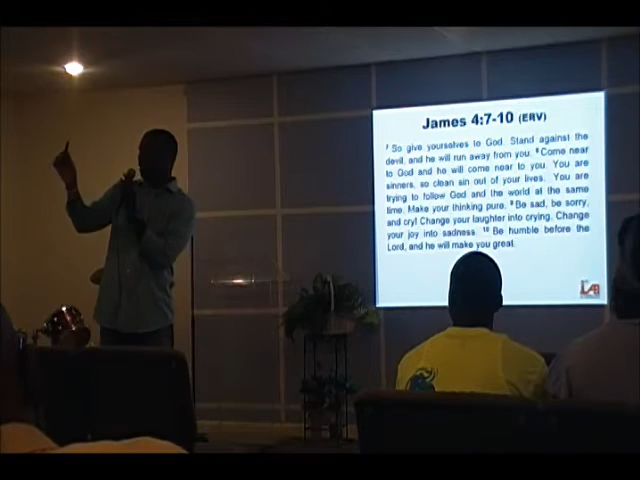 James 4:7-10 (ERV)
7 So give yourselves to God. Stand against the
devil, and he will run away from you. 8 Come near
to God and he will come near to you. You are
sinners, so clean sin out of your lives. You are
trying to follow God and the world at the same
time. Make your thinking pure. 9 Be sad, be sorry,
and cry! Change your laughter into crying. Change
your joy into sadness. 10 Be humble before the
Lord, and he will make you great.
LAB